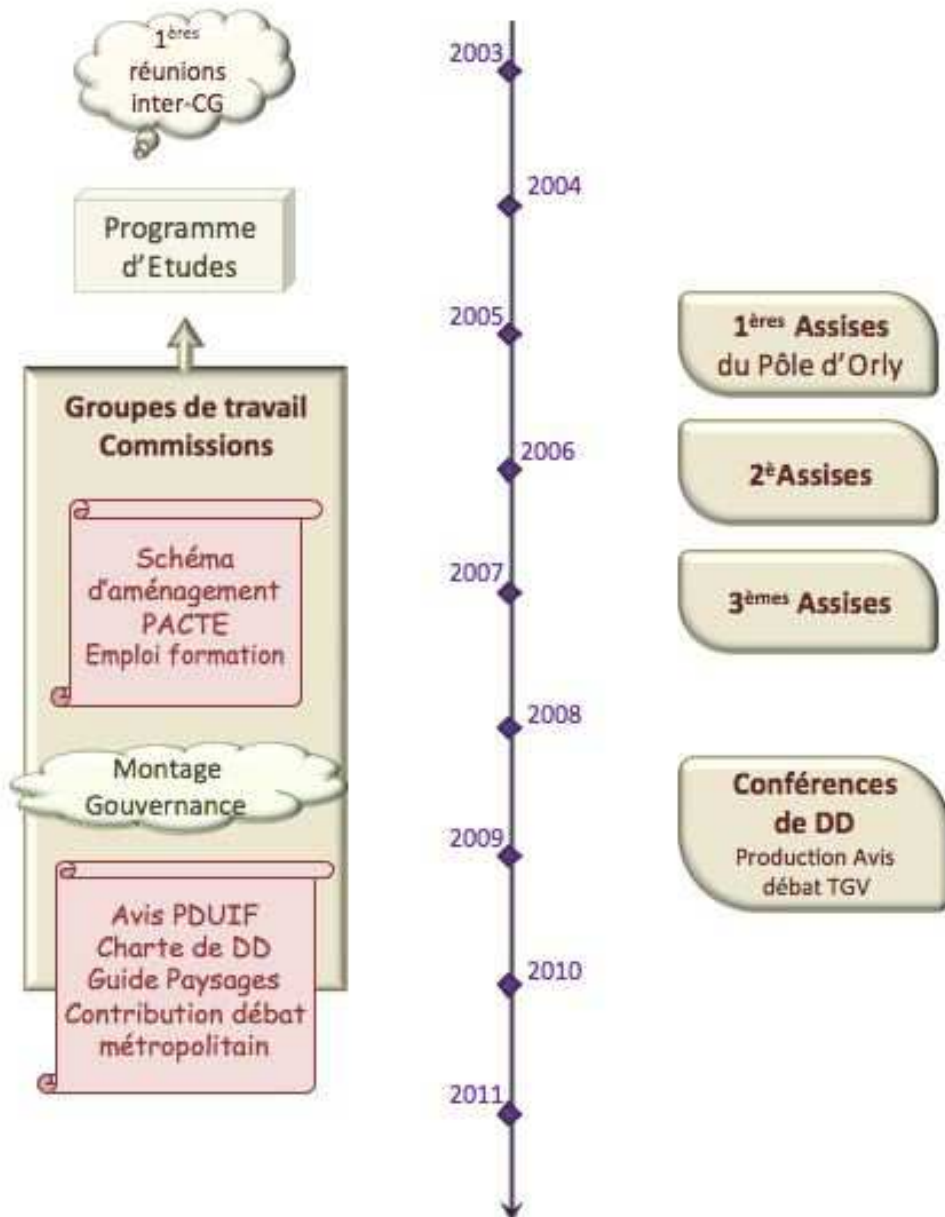 1ères
réunions
inter-CG
Programme
d'Etudes
Groupes de travail
Commissions
Schéma
d'aménagement
PACTE
Emploi formation
Montage
Gouvernance
Avis PDUIF
Charte de DD
Guide Paysages
Contribution débat
métropolitain
2003
2004
2005
2006
2007
2008
2009
2010
2011
1ères Assises
du Pôle d'Orly
2èAssises
3èmes Assises
Conférences
de DD
Production Avis
débat TGV